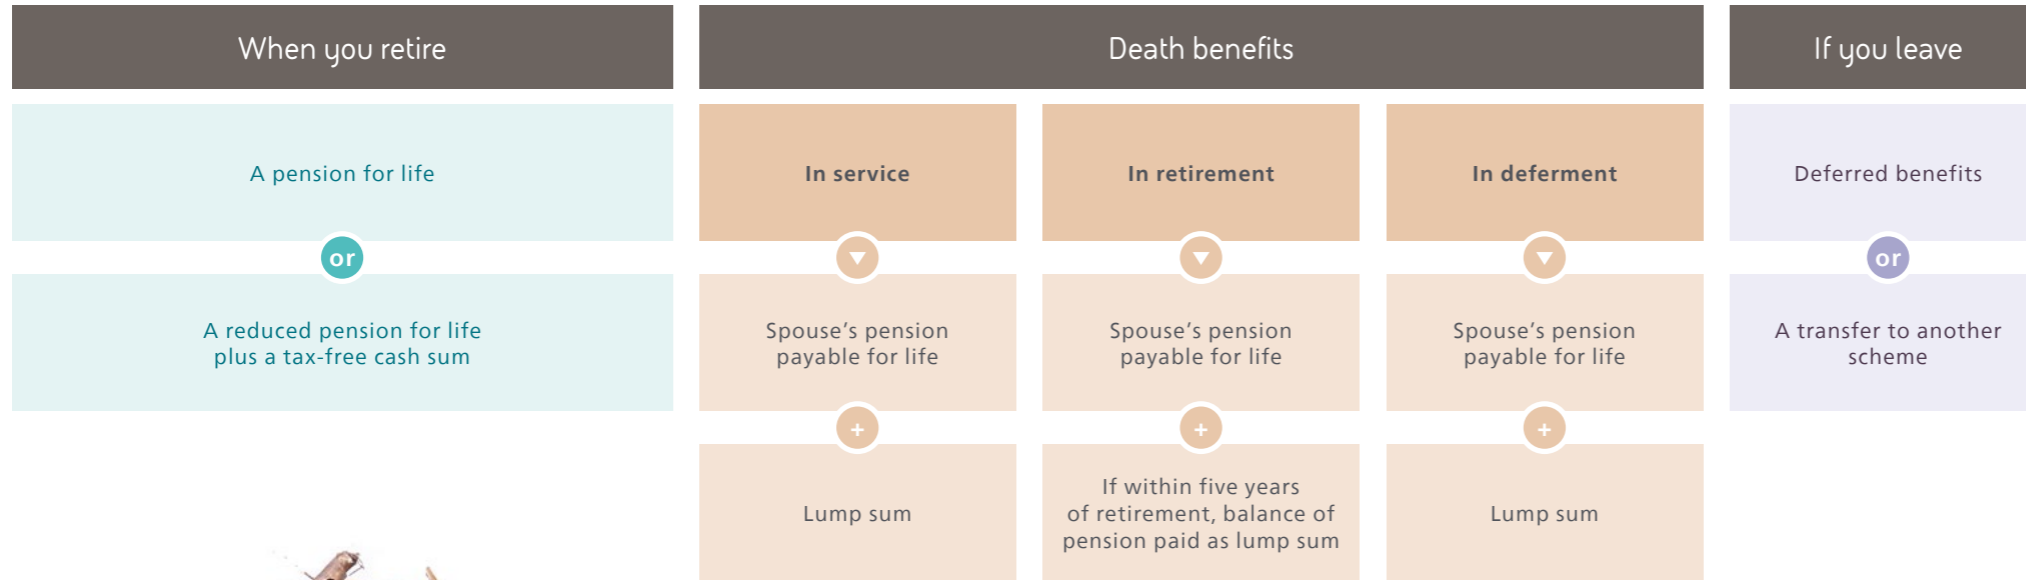 When you retire
A pension for life
or
A reduced pension for life
plus a tax-free cash sum
Death benefits
In service
Spouse’s pension
payable for life
+
Lump sum
In retirement
Spouse’s pension
payable for life
+
If within five years
of retirement, balance of
pension paid as lump sum
In deferment
Spouse’s pension
payable for life
+
Lump sum
If you leave
Deferred benefits
or
A transfer to another
scheme